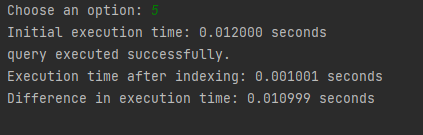 Choose an option: 5
Initial execution time: 0.012000 seconds
query executed successfully.
Execution time after indexing: 0.001001 seconds
Difference in execution time: 0.010999 seconds